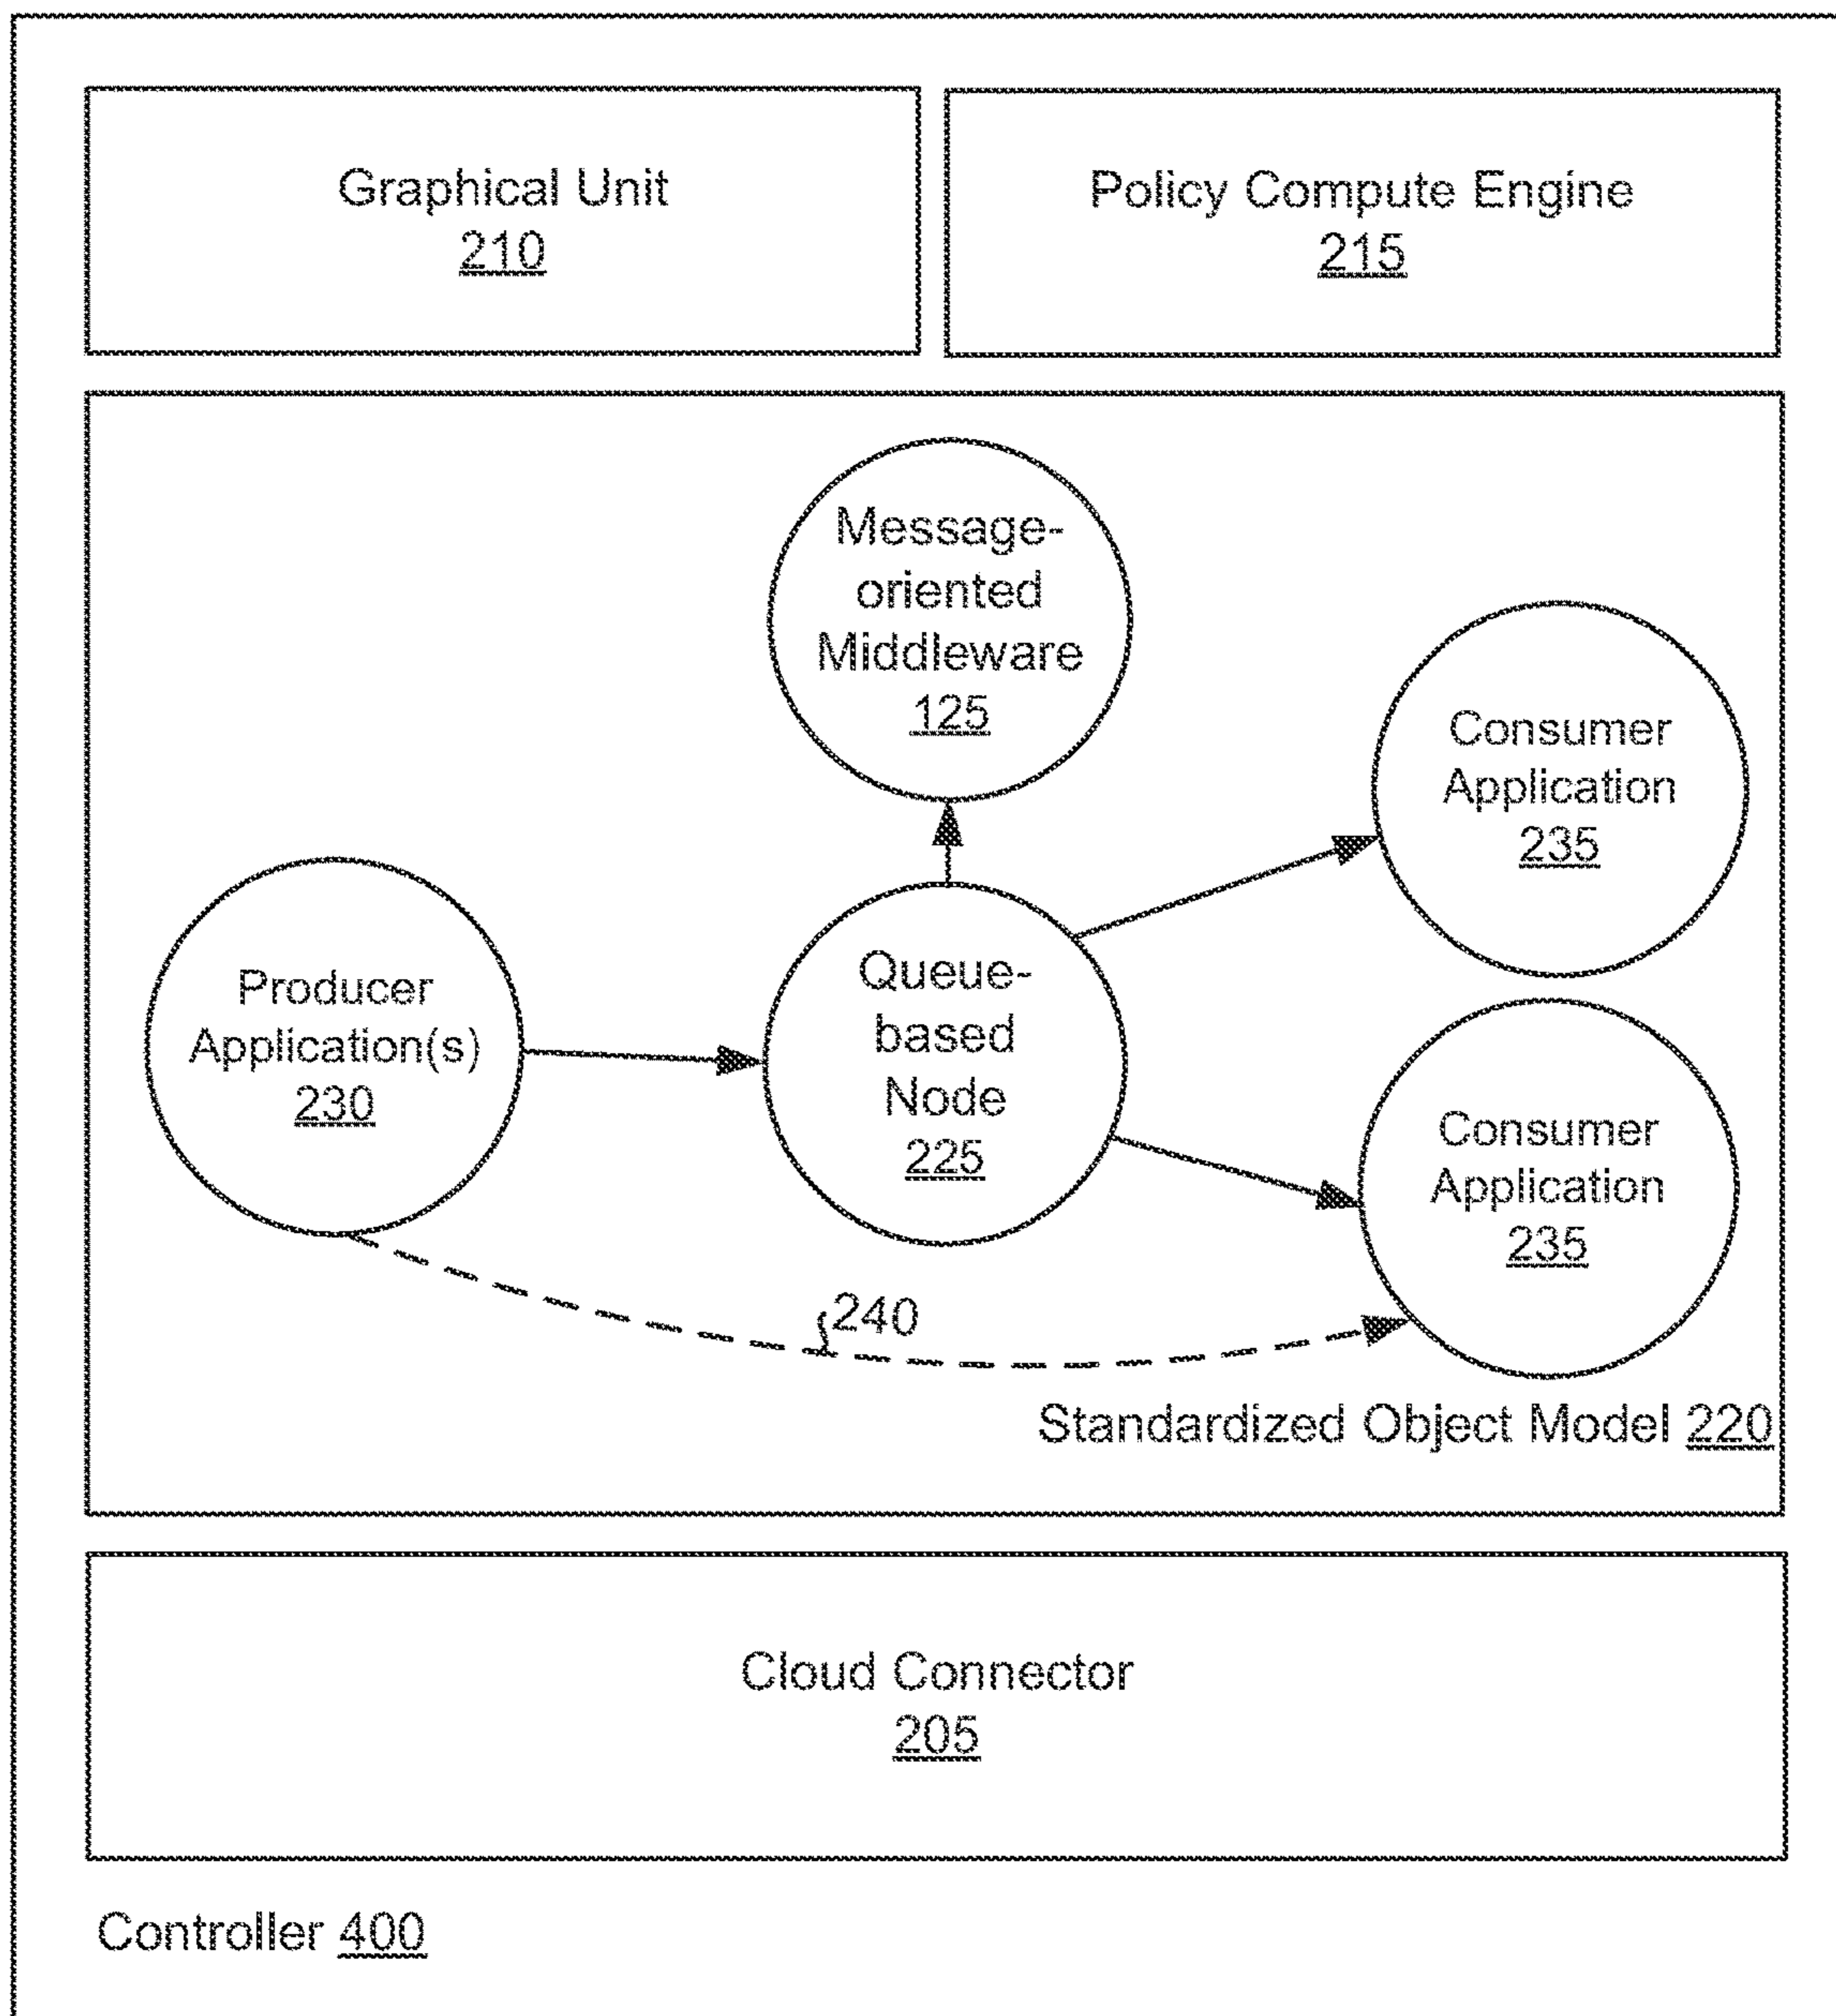 Graphical Unit
210
Policy Compute Engine
215
Message-
oriented
Middleware
125
Consumer
Application
235
Producer
Application(s)
230
Queue-
based
Node
225
Consumer
Application
235
240
Standardized Object Model 220
Cloud Connector
205
Controller 400